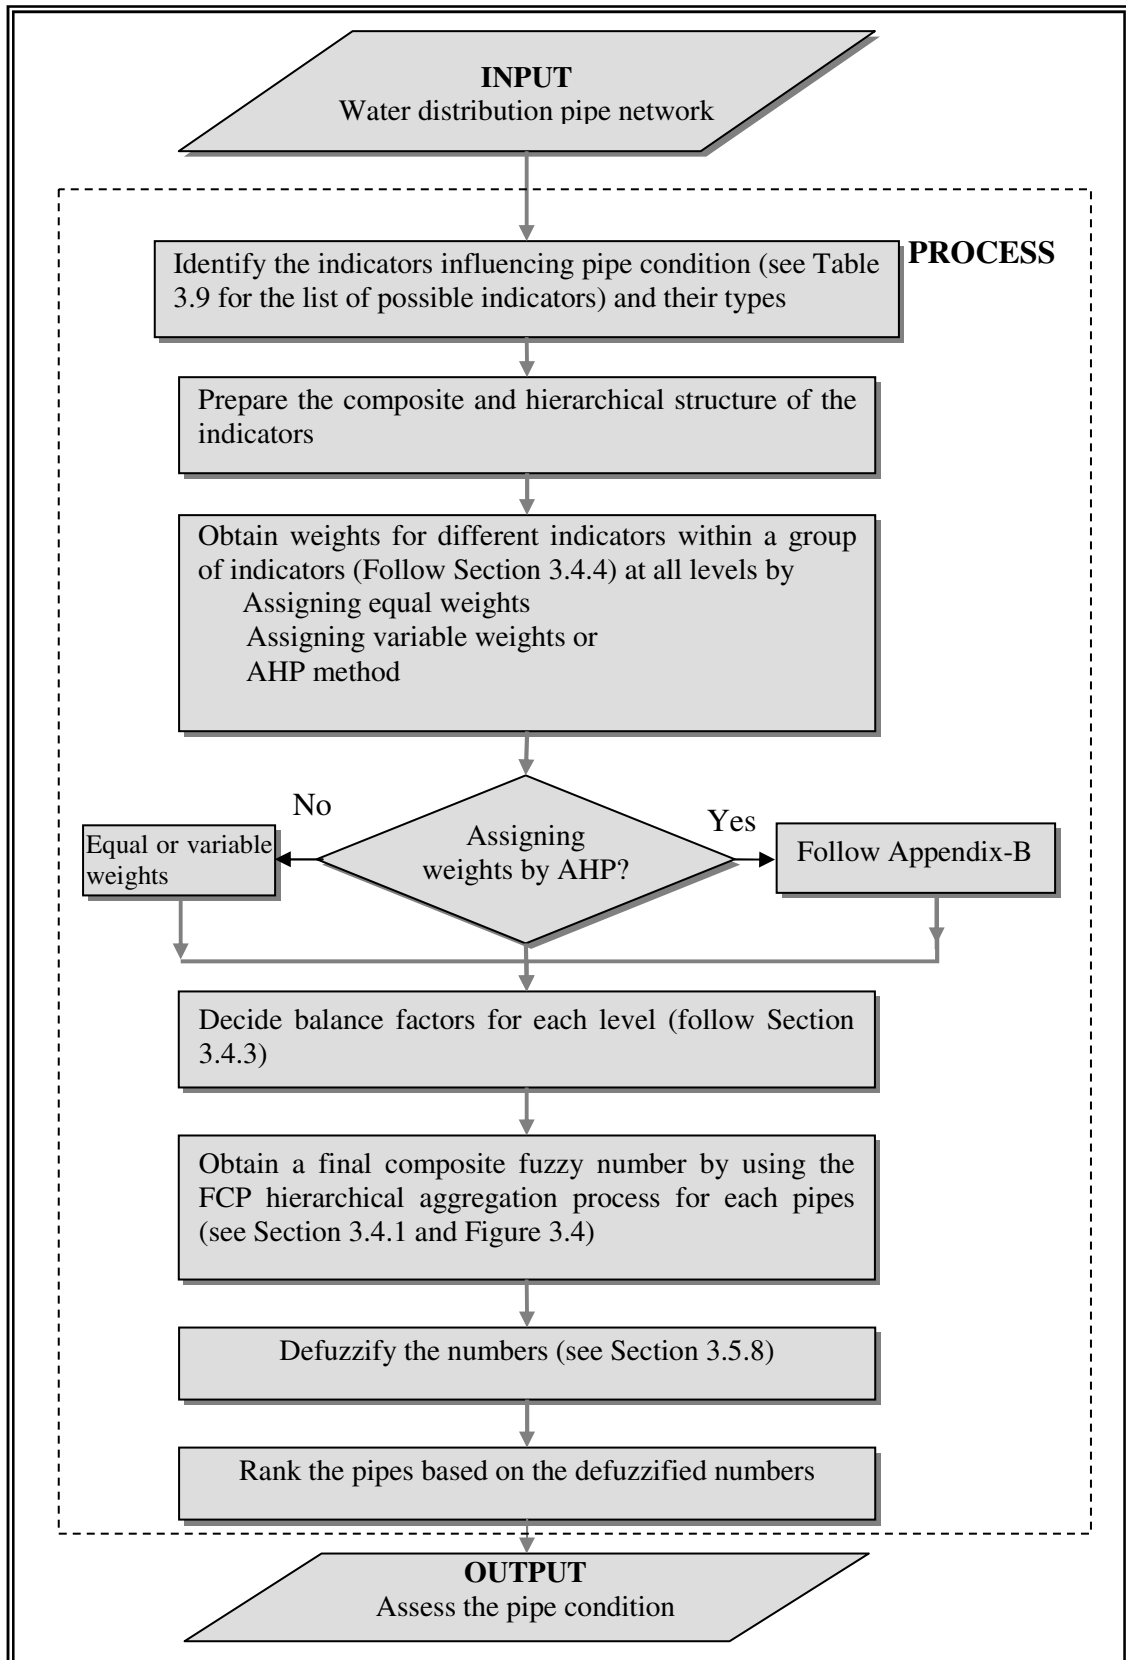 INPUT
Water distribution pipe network
PROCESS
Identify the indicators influencing pipe condition (see Table
3.9 for the list of possible indicators) and their types
Prepare the composite and hierarchical structure of the
indicators
Obtain weights for different indicators within a group
of indicators (Follow Section 3.4.4) at all levels by
Assigning equal weights
Assigning variable weights or
AHP method
No
Yes
Equal or variable
weights
Assigning
weights by AHP?
Follow Appendix-B
Decide balance factors for each level (follow Section
3.4.3)
Obtain a final composite fuzzy number by using the
FCP hierarchical aggregation process for each pipes
(see Section 3.4.1 and Figure 3.4)
Defuzzify the numbers (see Section 3.5.8)
Rank the pipes based on the defuzzified numbers
OUTPUT
Assess the pipe condition